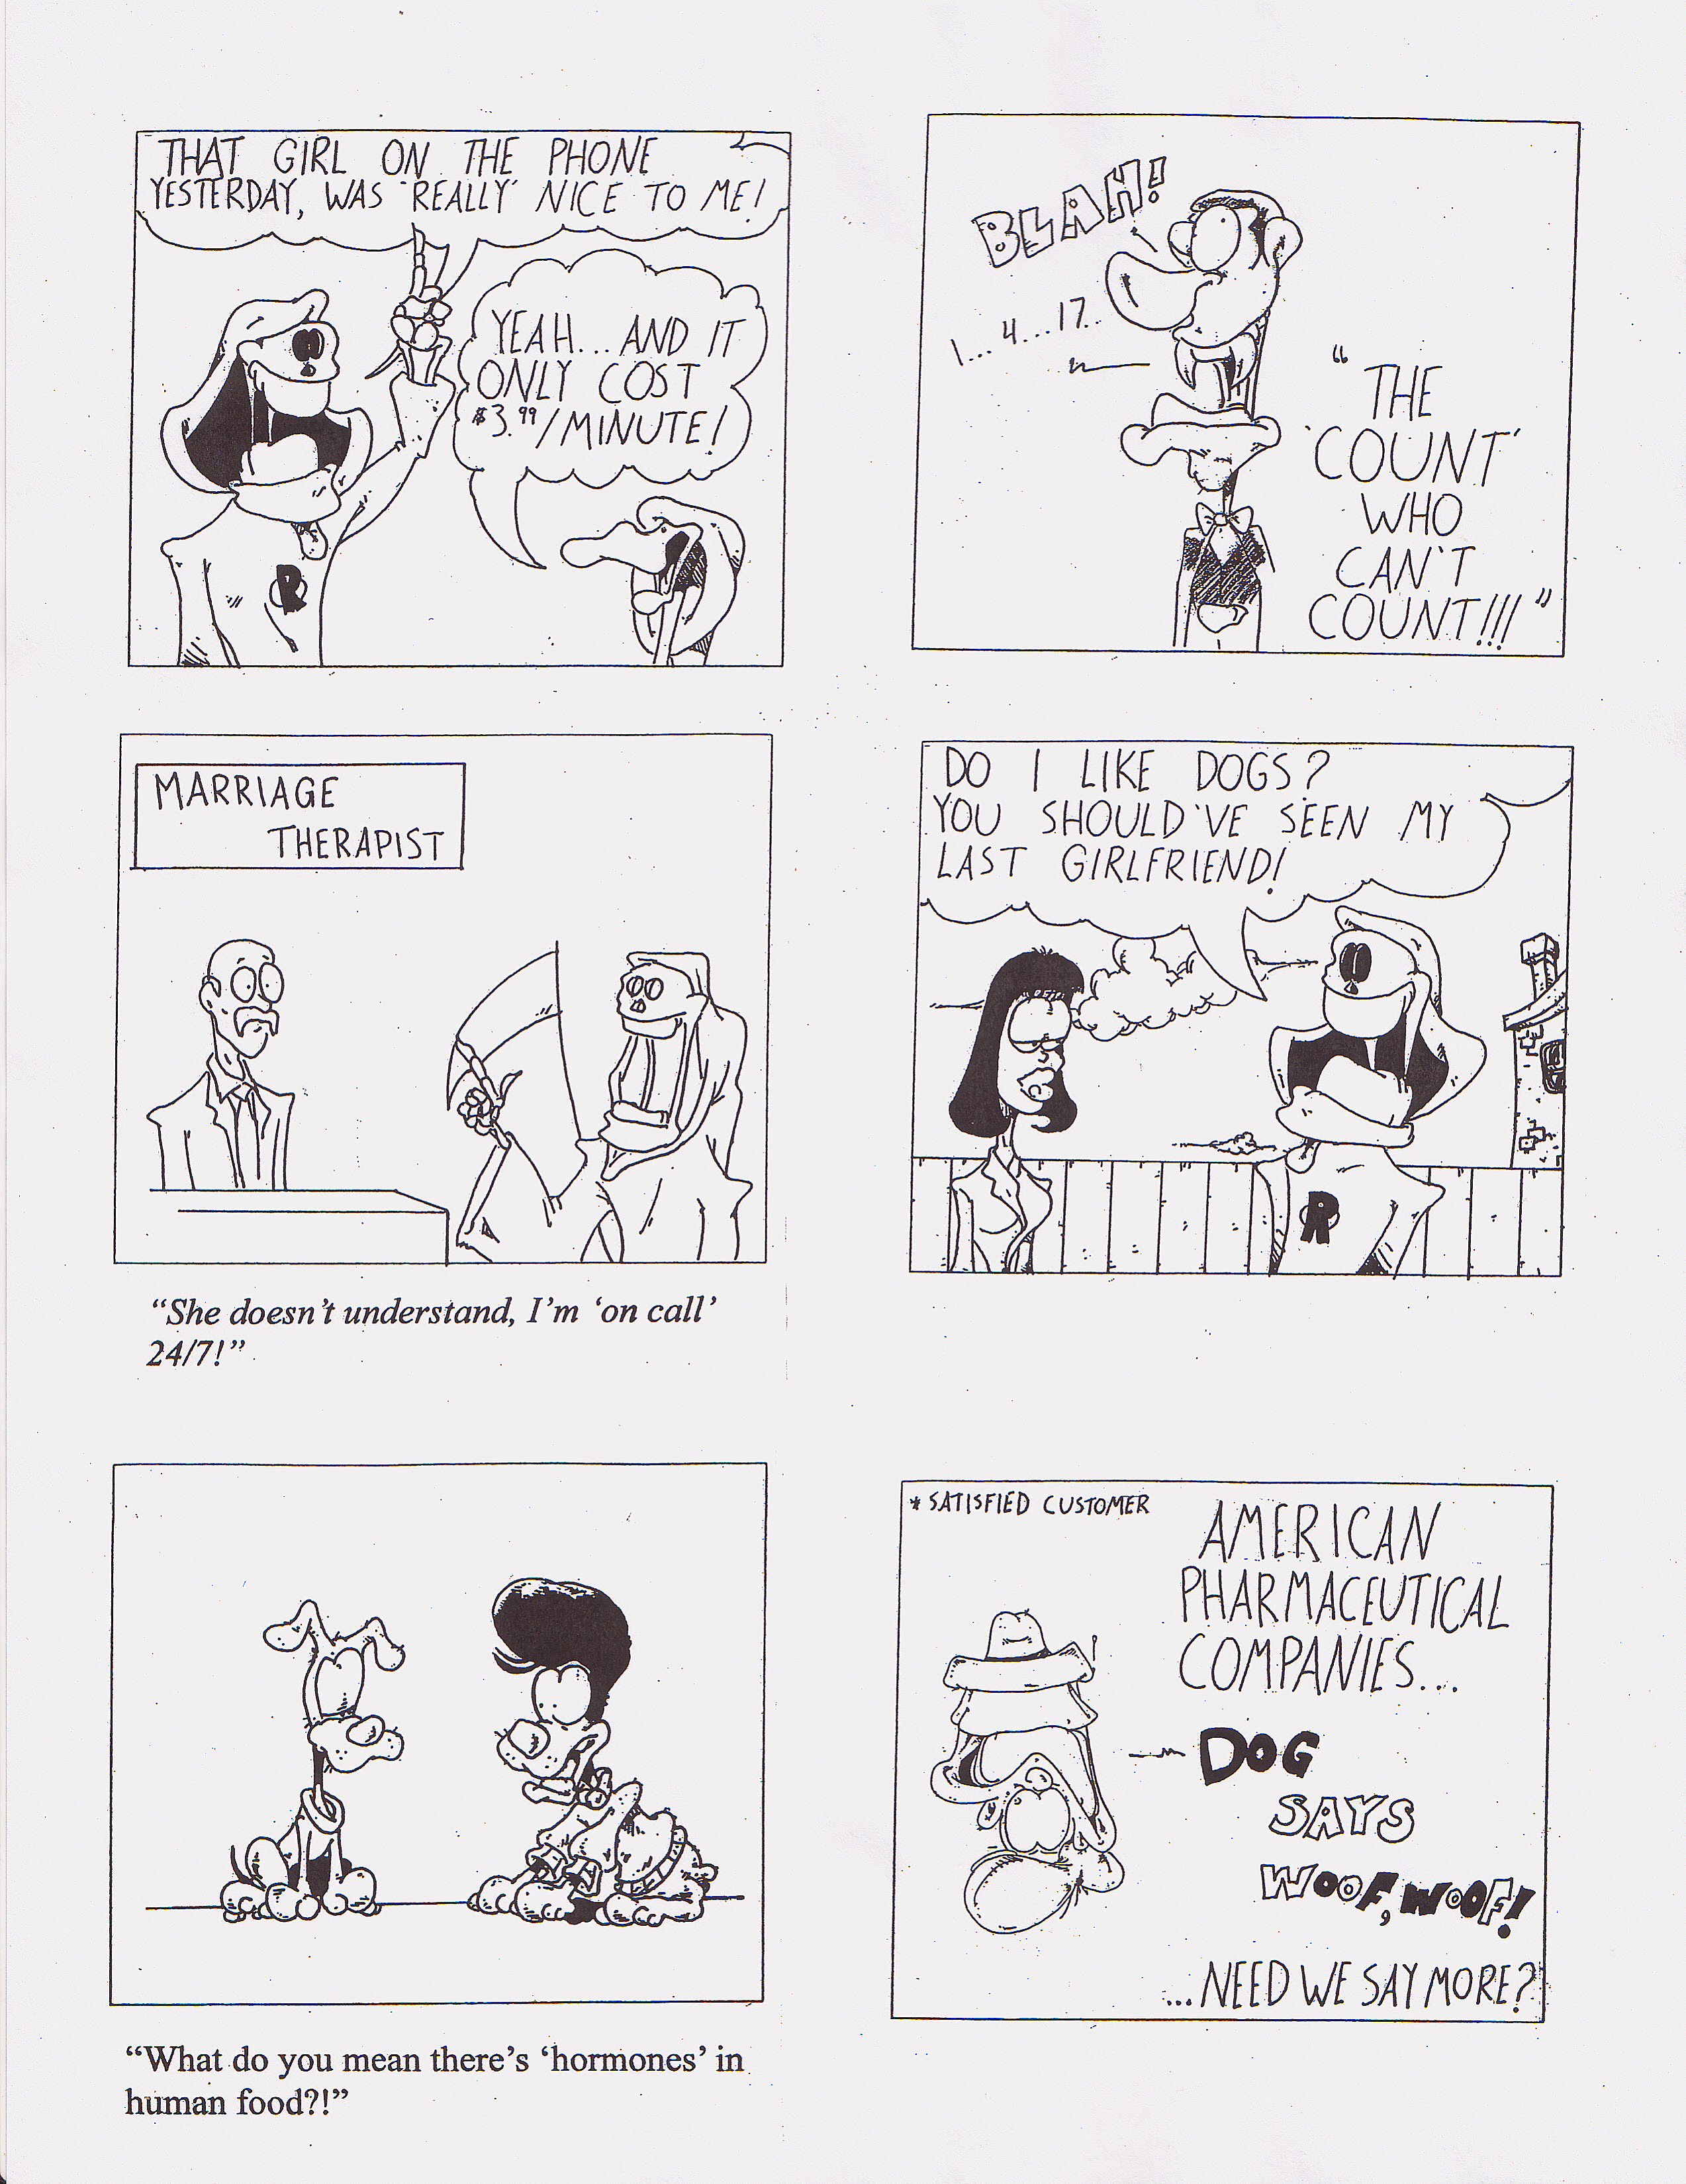 THAT GIRL ON THE PHONE
YESTERDAY, WAS 'REALLY' NICE TO ME!
YEAH... AND IT
ONLY COST
$3.99/MINUTE!
R
BLAH!
1... 4... 17..
"THE
'COUNT'
WHO
CAN'T
COUNT!!!"
MARRIAGE
THERAPIST
"She doesn't understand, I'm 'on call'
24/7!"
DO I LIKE DOGS?
YOU SHOULD'VE SEEN MY
LAST GIRLFRIEND!
R
"What do you mean there's 'hormones' in
human food?!"
* SATISFIED CUSTOMER
AMERICAN
PHARMACEUTICAL
COMPANIES...
DOG
SAYS
WOOF, WOOF!
...NEED WE SAY MORE?